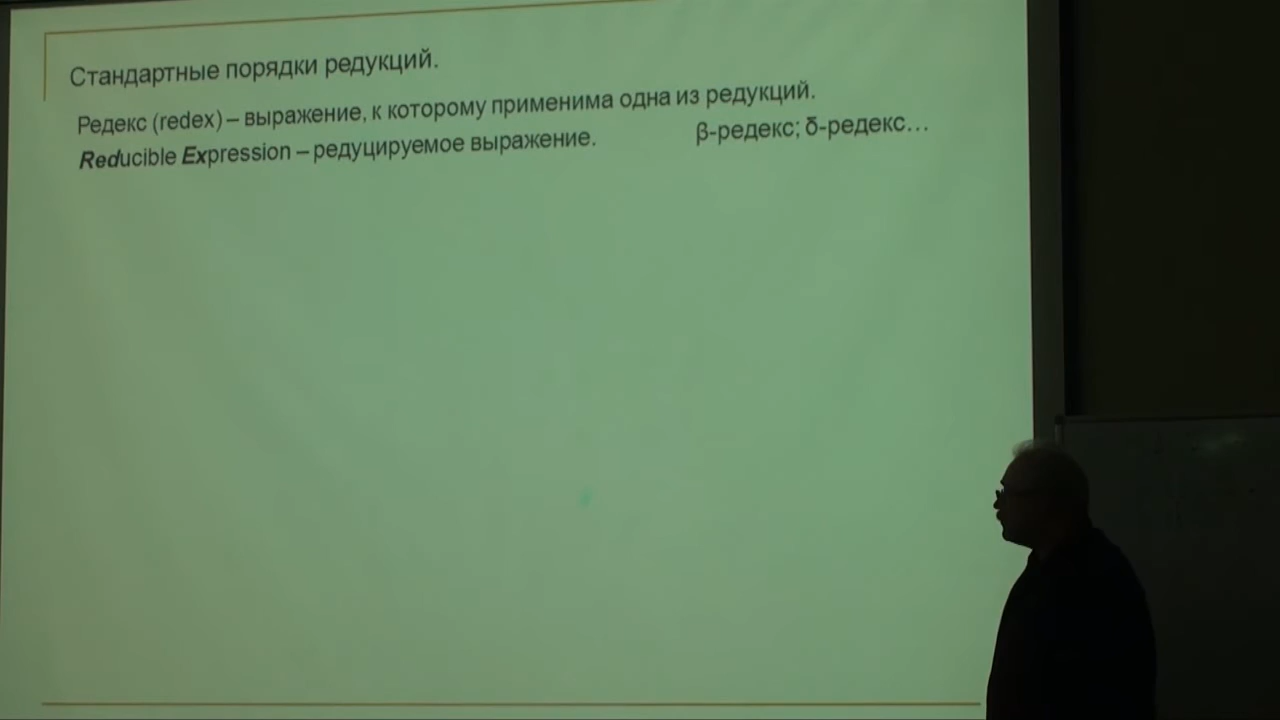 Стандартные порядки редукций.
Редекс (redex) – выражение, к которому применима одна из редукций.
Reducible Expression – редуцируемое выражение. β-редекс; δ-редекс…